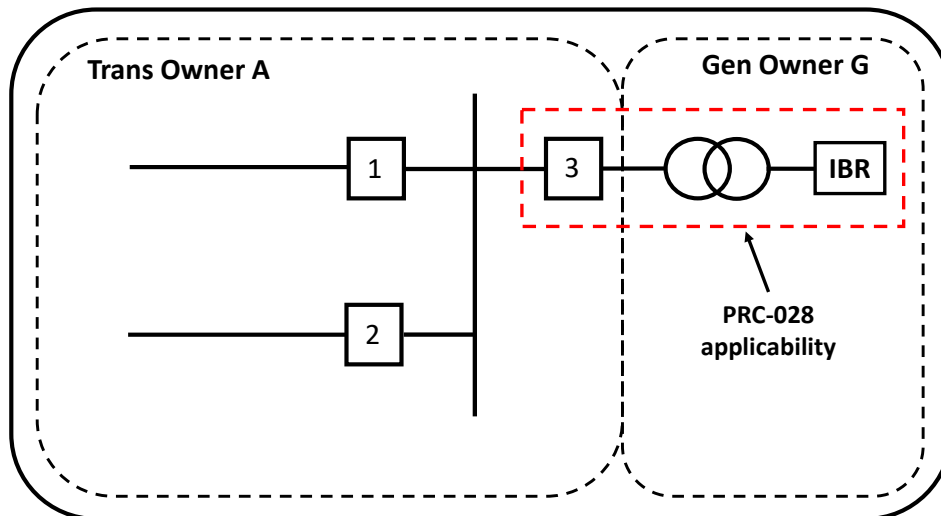 Trans Owner A
Gen Owner G
1
3
IBR
2
PRC-028
applicability